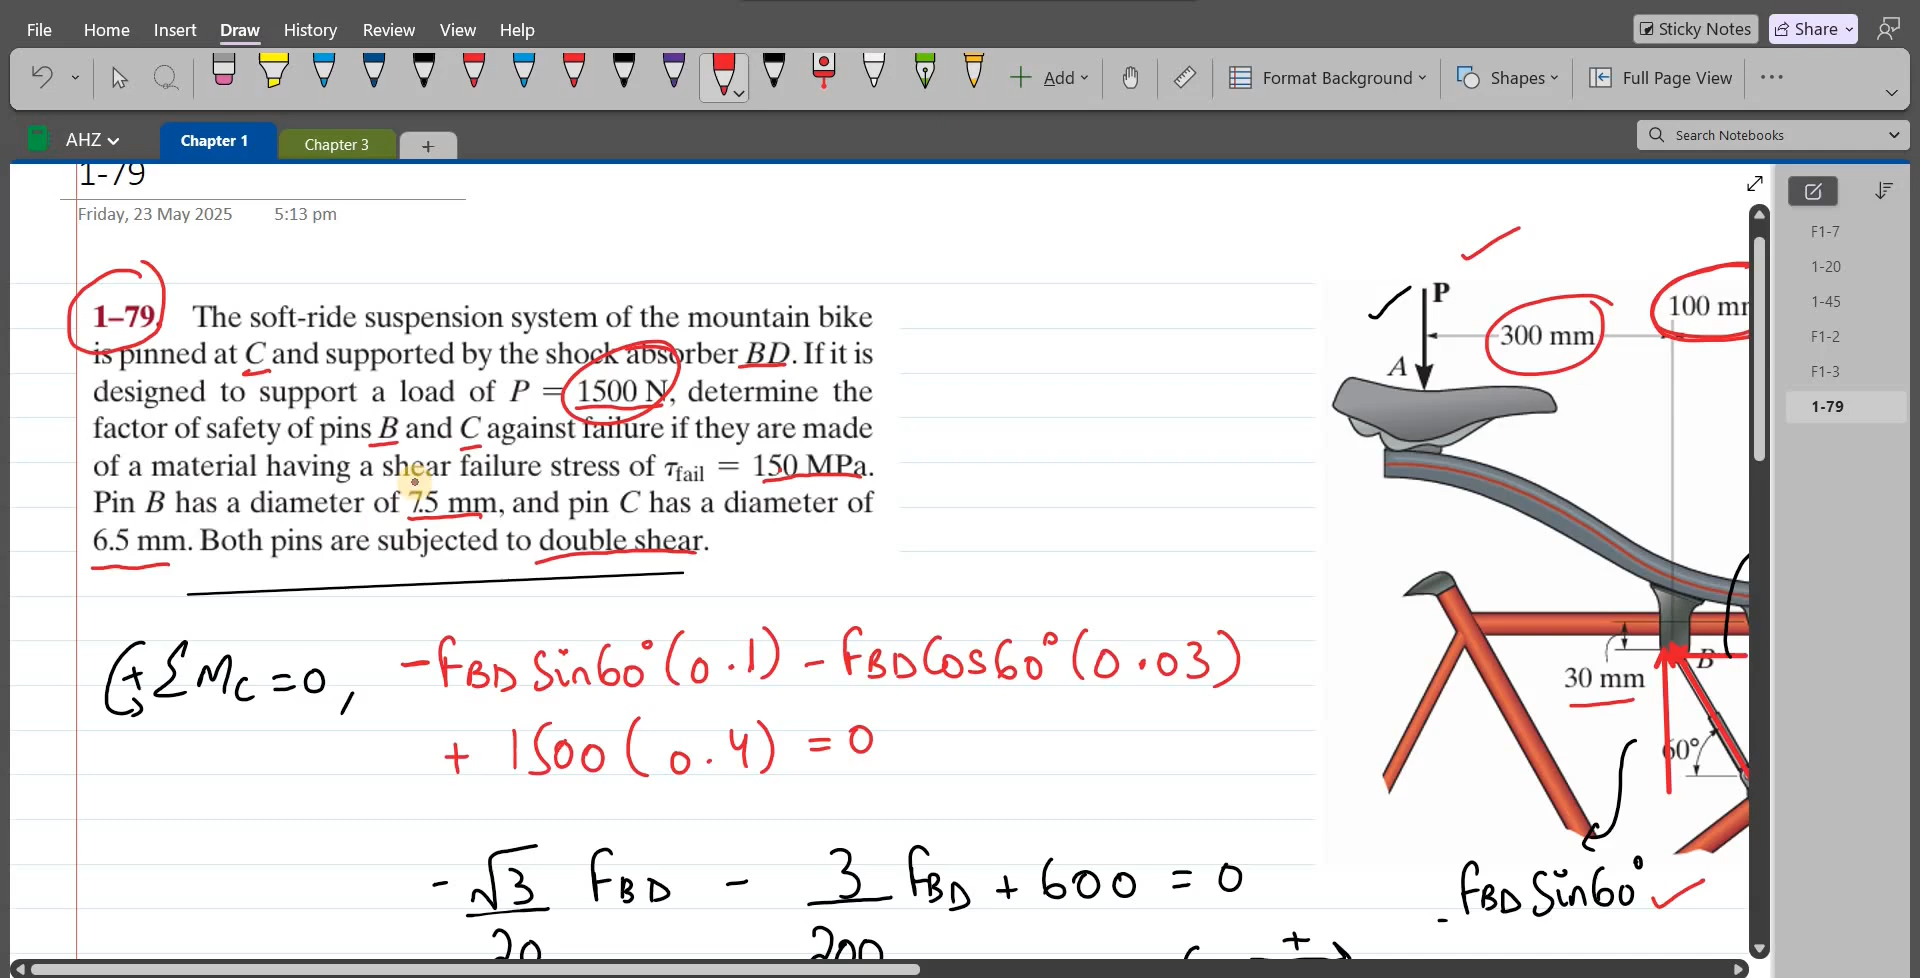 File Home Insert Draw History Review View Help
Sticky Notes Share
Add Format Background Shapes Full Page View
AHZ Chapter 1 Chapter 3 +
Search Notebooks
1-79
Friday, 23 May 2025 5:13 pm
F1-7
1-20
1-45
F1-2
F1-3
1-79
1–79. The soft-ride suspension system of the mountain bike
is pinned at C and supported by the shock absorber BD. If it is
designed to support a load of P = 1500 N, determine the
factor of safety of pins B and C against failure if they are made
of a material having a shear failure stress of τfail = 150 MPa.
Pin B has a diameter of 7.5 mm, and pin C has a diameter of
6.5 mm. Both pins are subjected to double shear.
P
300 mm
100 mm
A
B
30 mm
60°
(+ ΣMC = 0, -FBD Sin60° (0.1) - FBD Cos60° (0.03)
+ 1500 (0.4) = 0
- √3/20 FBD - 3/200 FBD + 600 = 0
- FBD Sin60°
+